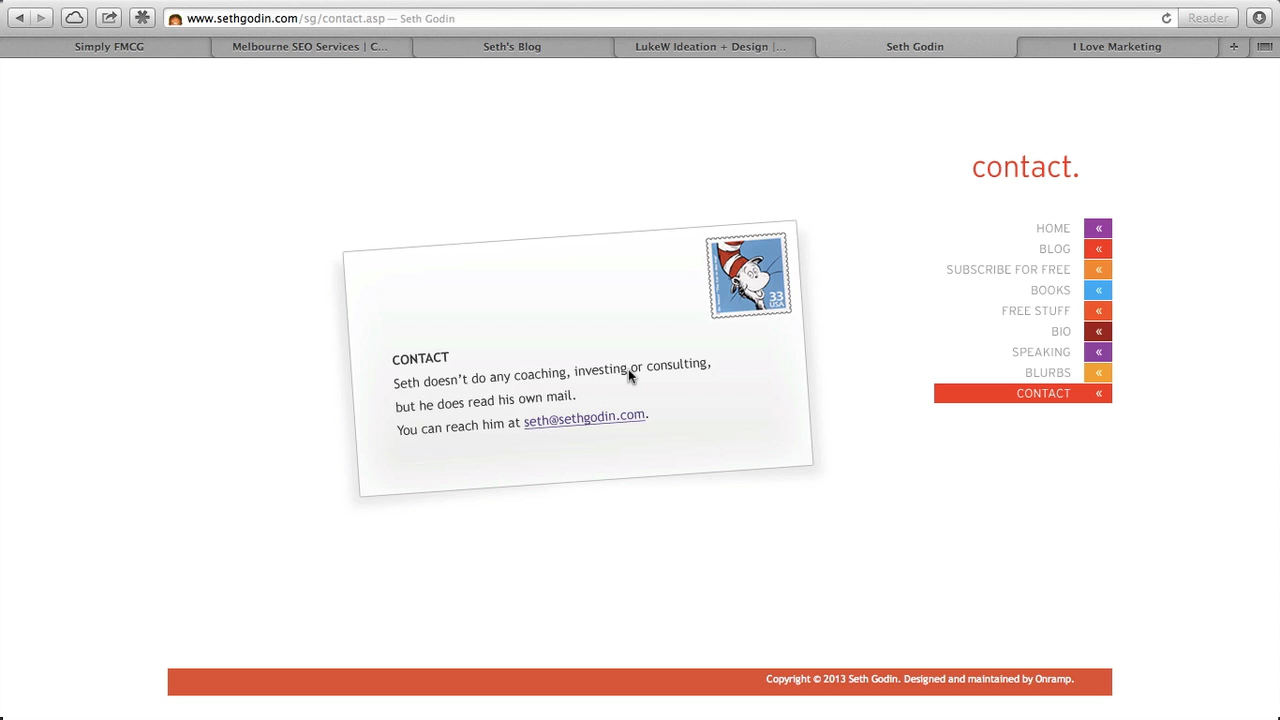 www.sethgodin.com/sg/contact.asp — Seth Godin
Reader
Simply FMCG
Melbourne SEO Services | C...
Seth's Blog
LukeW Ideation + Design |...
Seth Godin
I Love Marketing
contact.
HOME «
BLOG «
SUBSCRIBE FOR FREE «
BOOKS «
FREE STUFF «
BIO «
SPEAKING «
BLURBS «
CONTACT «
33
USA
CONTACT
Seth doesn't do any coaching, investing or consulting,
but he does read his own mail.
You can reach him at seth@sethgodin.com.
Copyright © 2013 Seth Godin. Designed and maintained by Onramp.